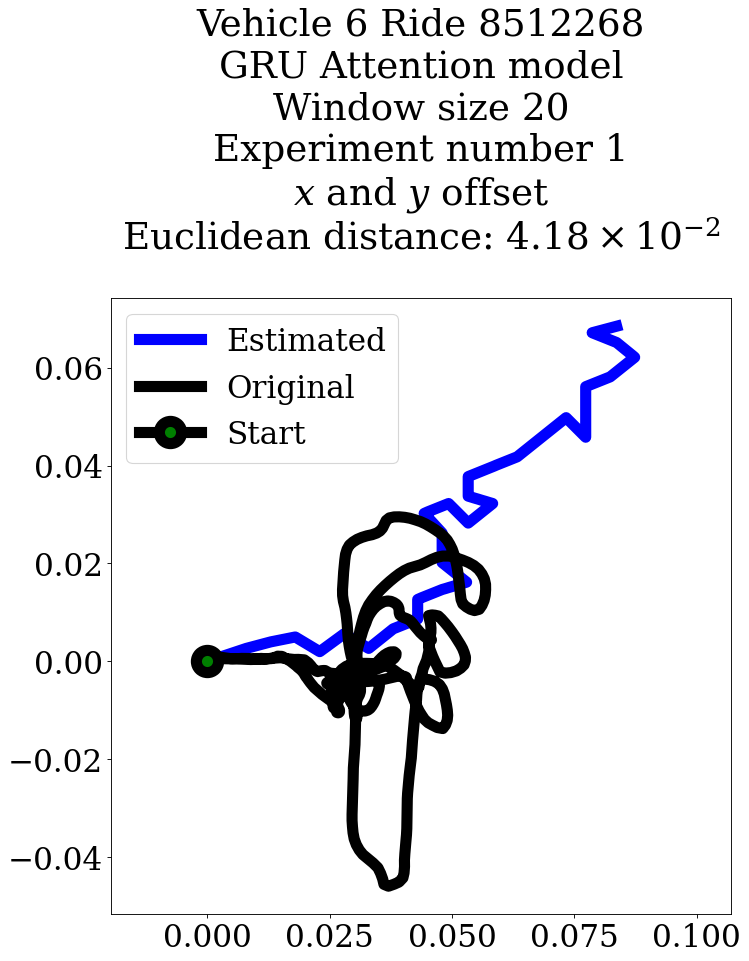 Vehicle 6 Ride 8512268
GRU Attention model
Window size 20
Experiment number 1
x and y offset
Euclidean distance: 4.18 × 10⁻²
Estimated
Original
Start
0.06
0.04
0.02
0.00
−0.02
−0.04
0.000 0.025 0.050 0.075 0.100